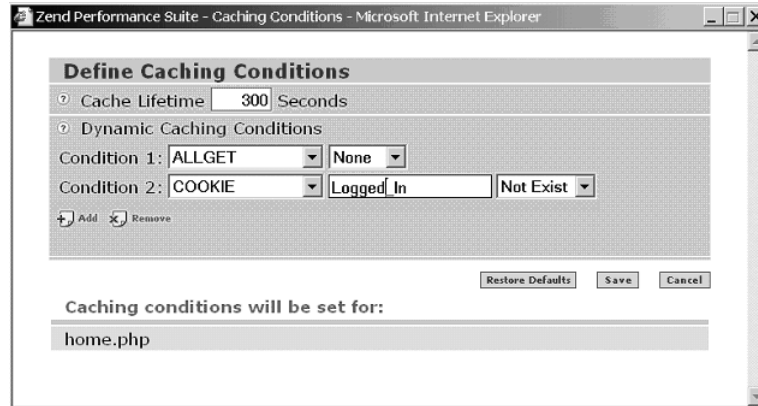 Zend Performance Suite - Caching Conditions - Microsoft Internet Explorer
Define Caching Conditions
? Cache Lifetime 300 Seconds
? Dynamic Caching Conditions
Condition 1: ALLGET None
Condition 2: COOKIE Logged_In Not Exist
Add Remove
Restore Defaults Save Cancel
Caching conditions will be set for:
home.php